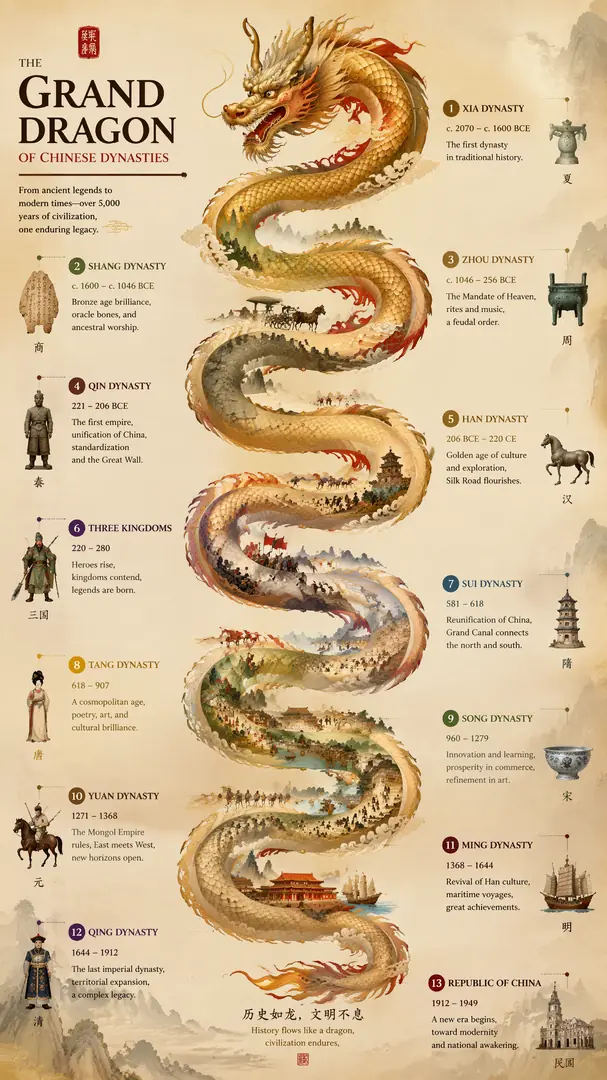 THE
GRAND
DRAGON
OF CHINESE DYNASTIES
From ancient legends to
modern times—over 5,000
years of civilization,
one enduring legacy.
1 XIA DYNASTY
c. 2070 – c. 1600 BCE
The first dynasty
in traditional history.
夏
2 SHANG DYNASTY
c. 1600 – c. 1046 BCE
Bronze age brilliance,
oracle bones, and
ancestral worship.
商
3 ZHOU DYNASTY
c. 1046 – 256 BCE
The Mandate of Heaven,
rites and music,
a feudal order.
周
4 QIN DYNASTY
221 – 206 BCE
The first empire,
unification of China,
standardization
and the Great Wall.
秦
5 HAN DYNASTY
206 BCE – 220 CE
Golden age of culture
and exploration,
Silk Road flourishes.
汉
6 THREE KINGDOMS
220 – 280
Heroes rise,
kingdoms contend,
legends are born.
三国
7 SUI DYNASTY
581 – 618
Reunification of China,
Grand Canal connects
the north and south.
隋
8 TANG DYNASTY
618 – 907
A cosmopolitan age,
poetry, art, and
cultural brilliance.
唐
9 SONG DYNASTY
960 – 1279
Innovation and learning,
prosperity in commerce,
refinement in art.
宋
10 YUAN DYNASTY
1271 – 1368
The Mongol Empire
rules, East meets West,
new horizons open.
元
11 MING DYNASTY
1368 – 1644
Revival of Han culture,
maritime voyages,
great achievements.
明
12 QING DYNASTY
1644 – 1912
The last imperial dynasty,
territorial expansion,
a complex legacy.
清
13 REPUBLIC OF CHINA
1912 – 1949
A new era begins,
toward modernity
and national awakening.
民国
历史如龙，文明不息
History flows like a dragon,
civilization endures,